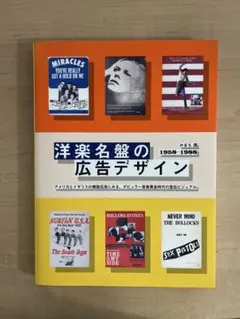 MIRACLES
YOU'VE REALLY
GOT A HOLD ON ME
洋楽名盤の
広告デザイン
1958-1988
アメリカとイギリスの雑誌広告にみる、ポピュラー音楽黄金時代の宣伝ビジュアル
SURFIN' U.S.A.
The Beach Boys
ROLLING STONES
TIME IS ON
MY SIDE
NEVER MIND
THE BOLLOCKS
SEX PISTOLS